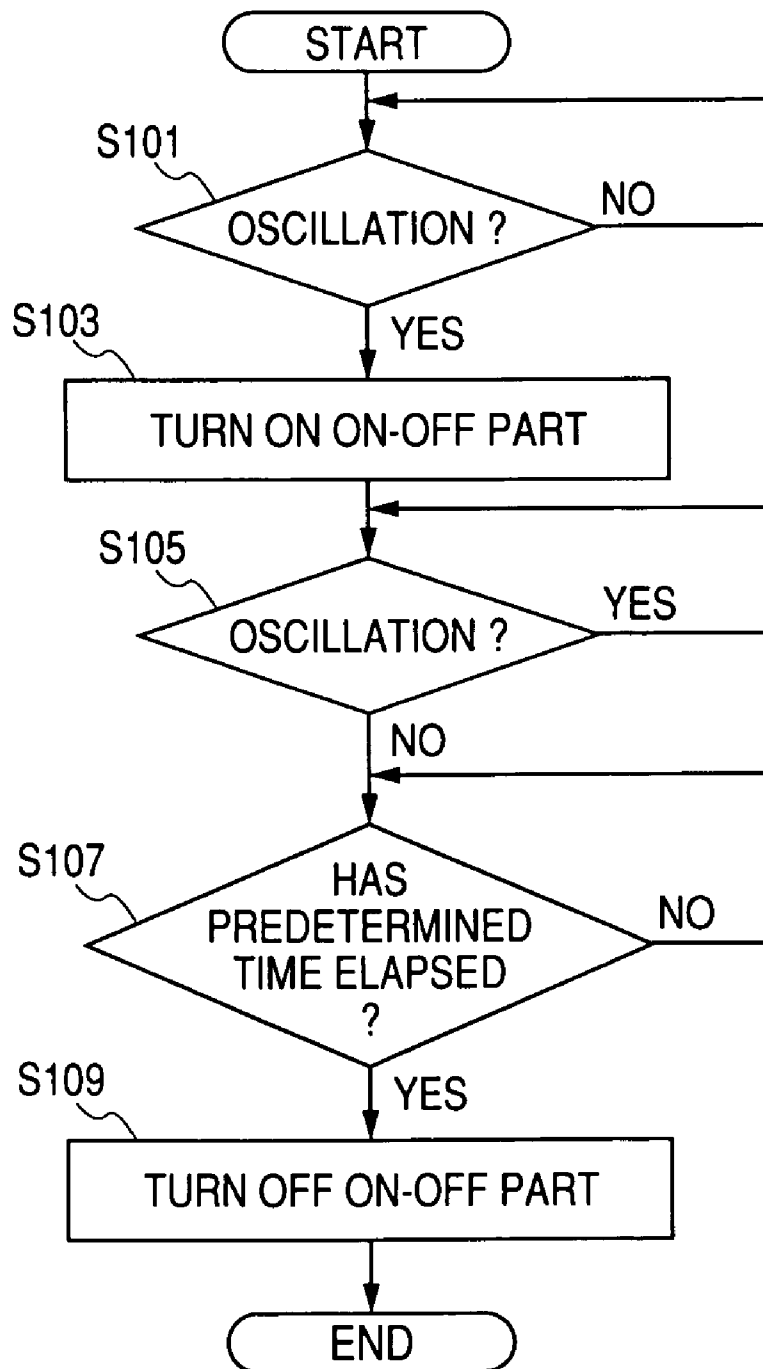 START
S101
OSCILLATION ?
NO
YES
S103
TURN ON ON-OFF PART
S105
OSCILLATION ?
YES
NO
S107
HAS
PREDETERMINED
TIME ELAPSED
?
NO
YES
S109
TURN OFF ON-OFF PART
END